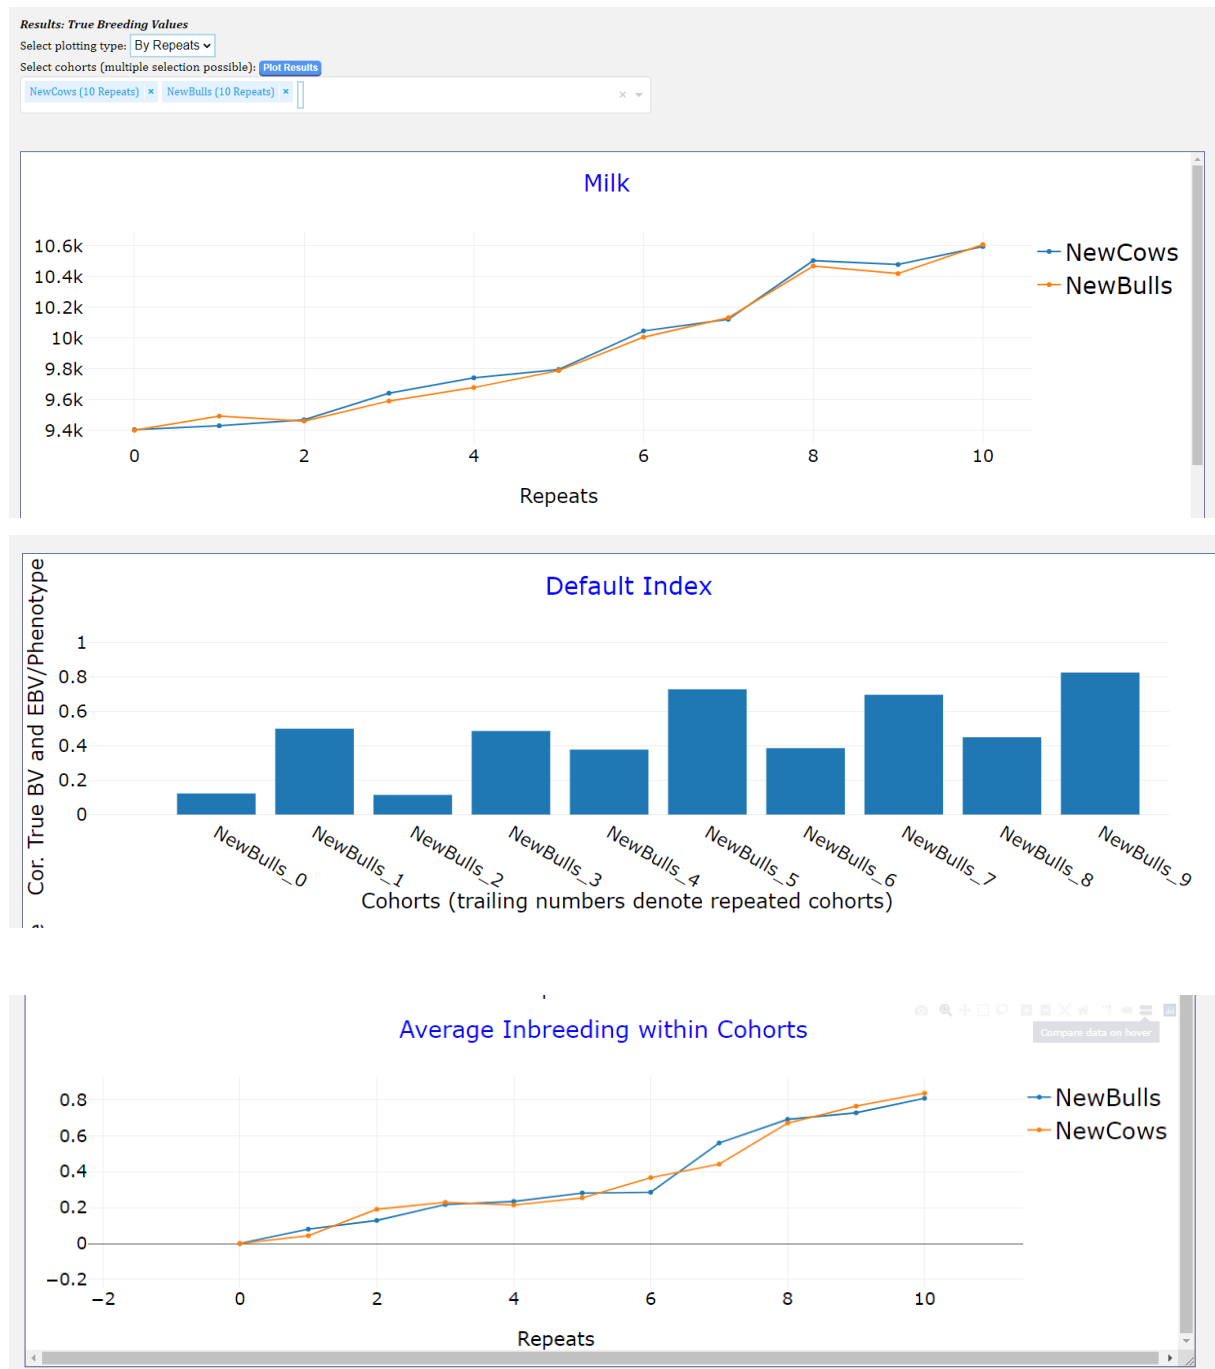 Results: True Breeding Values
Select plotting type: By Repeats
Select cohorts (multiple selection possible): Plot Results
NewCows (10 Repeats) × NewBulls (10 Repeats) ×
Milk
10.6k
10.4k
10.2k
10k
9.8k
9.6k
9.4k
0 2 4 6 8 10
Repeats
NewCows
NewBulls
Default Index
Cor. True BV and EBV/Phenotype
1
0.8
0.6
0.4
0.2
0
NewBulls_0 NewBulls_1 NewBulls_2 NewBulls_3 NewBulls_4 NewBulls_5 NewBulls_6 NewBulls_7 NewBulls_8 NewBulls_9
Cohorts (trailing numbers denote repeated cohorts)
Average Inbreeding within Cohorts
Compare data on hover
0.8
0.6
0.4
0.2
0
−0.2
−2 0 2 4 6 8 10
Repeats
NewBulls
NewCows